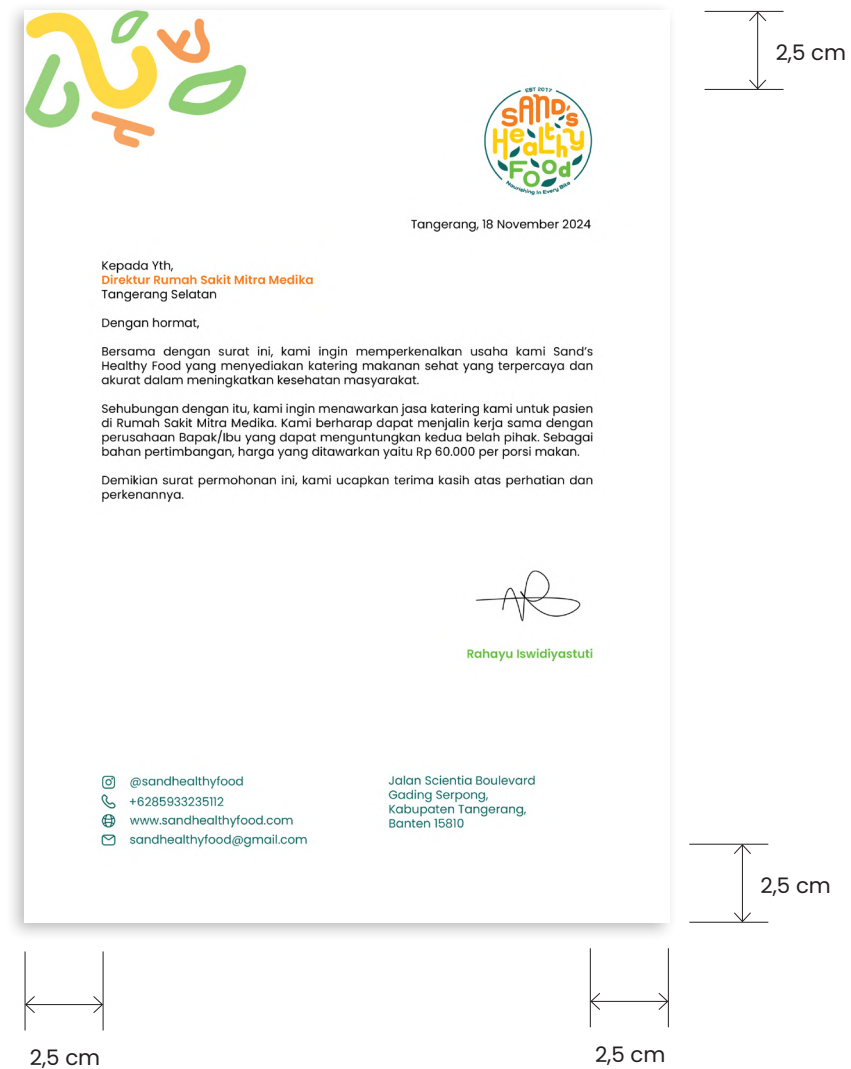 2,5 cm
EST 2017
SAND's
Healthy
Food
Nourishing In Every Bite
Tangerang, 18 November 2024
Kepada Yth,
Direktur Rumah Sakit Mitra Medika
Tangerang Selatan
Dengan hormat,
Bersama dengan surat ini, kami ingin memperkenalkan usaha kami Sand's
Healthy Food yang menyediakan katering makanan sehat yang terpercaya dan
akurat dalam meningkatkan kesehatan masyarakat.
Sehubungan dengan itu, kami ingin menawarkan jasa katering kami untuk pasien
di Rumah Sakit Mitra Medika. Kami berharap dapat menjalin kerja sama dengan
perusahaan Bapak/Ibu yang dapat menguntungkan kedua belah pihak. Sebagai
bahan pertimbangan, harga yang ditawarkan yaitu Rp 60.000 per porsi makan.
Demikian surat permohonan ini, kami ucapkan terima kasih atas perhatian dan
perkenannya.
Rahayu Iswidiyastuti
@sandhealthyfood
+6285933235112
www.sandhealthyfood.com
sandhealthyfood@gmail.com
Jalan Scientia Boulevard
Gading Serpong,
Kabupaten Tangerang,
Banten 15810
2,5 cm
2,5 cm
2,5 cm